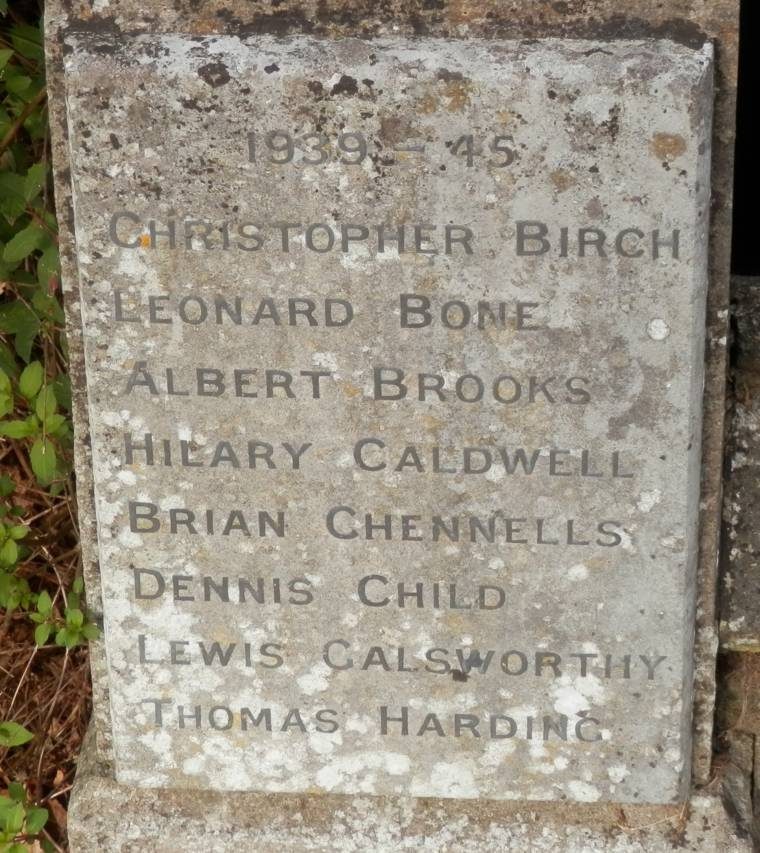 1939 – 45
CHRISTOPHER BIRCH
LEONARD BONE
ALBERT BROOKS
HILARY CALDWELL
BRIAN CHENNELLS
DENNIS CHILD
LEWIS GALSWORTHY
THOMAS HARDING